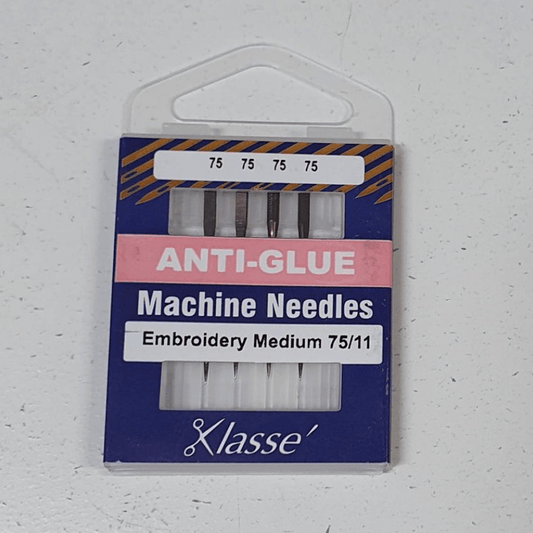 75 75 75 75
ANTI-GLUE
Machine Needles
Embroidery Medium 75/11
Klasse´